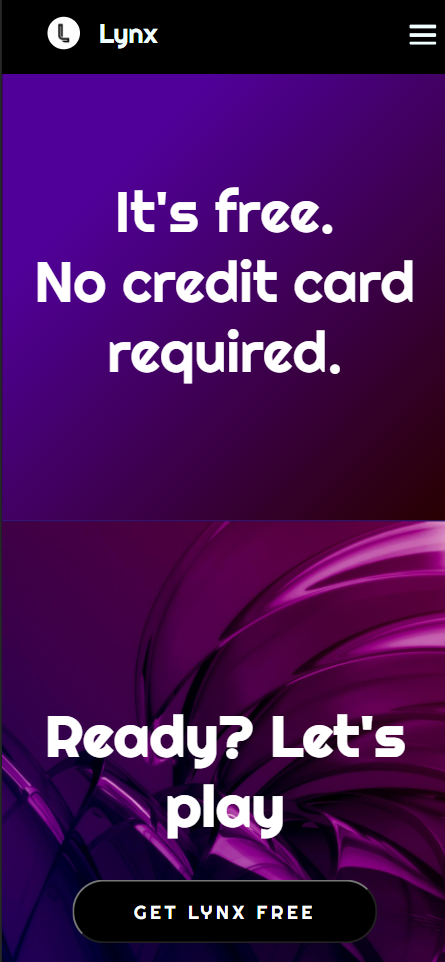 Lynx
It's free.
No credit card
required.
Ready? Let's
play
GET LYNX FREE